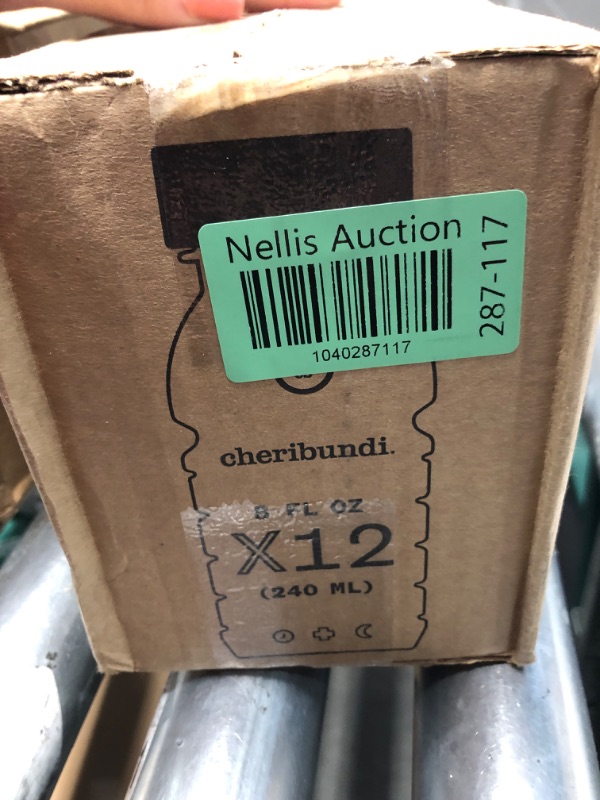 Nellis Auction
1040287117
287-117
cheribundi.
8 FL OZ
X12
(240 ML)